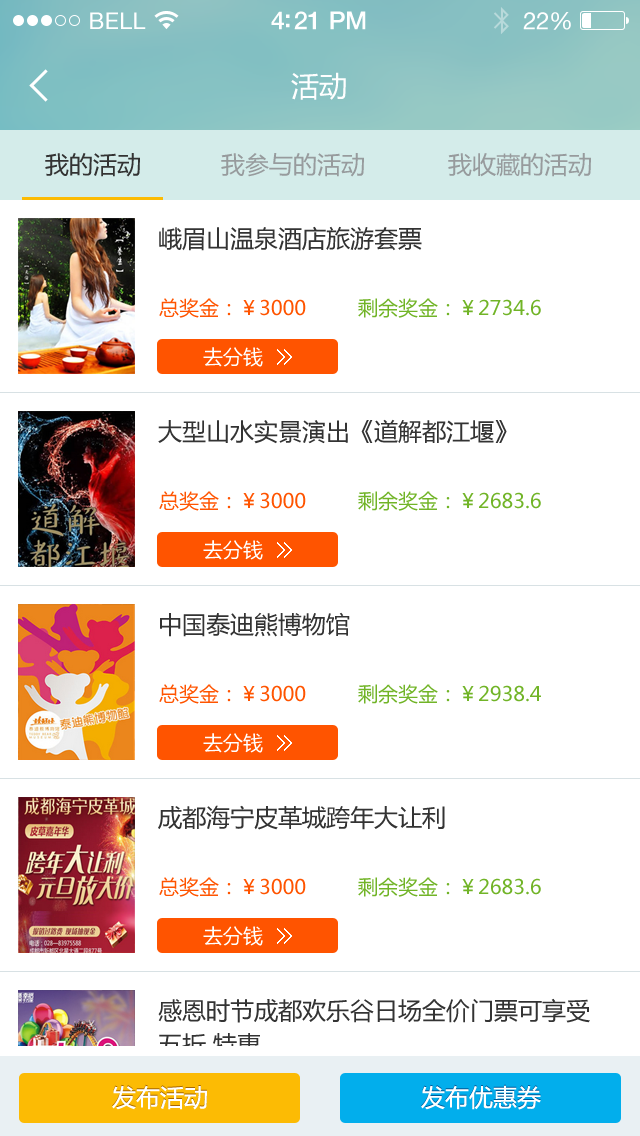 BELL
4:21 PM
22%
活动
我的活动
我参与的活动
我收藏的活动
峨眉山温泉酒店旅游套票
总奖金：￥3000
剩余奖金：￥2734.6
去分钱
道解
都江堰
大型山水实景演出《道解都江堰》
总奖金：￥3000
剩余奖金：￥2683.6
去分钱
泰迪熊博物馆
中国泰迪熊博物馆
总奖金：￥3000
剩余奖金：￥2938.4
去分钱
成都海宁皮革城
皮草嘉年华
跨年大让利
元旦放大价
电话：028—83975588
成都海宁皮革城跨年大让利
总奖金：￥3000
剩余奖金：￥2683.6
去分钱
感恩时节成都欢乐谷日场全价门票可享受
五折 特惠
发布活动
发布优惠券